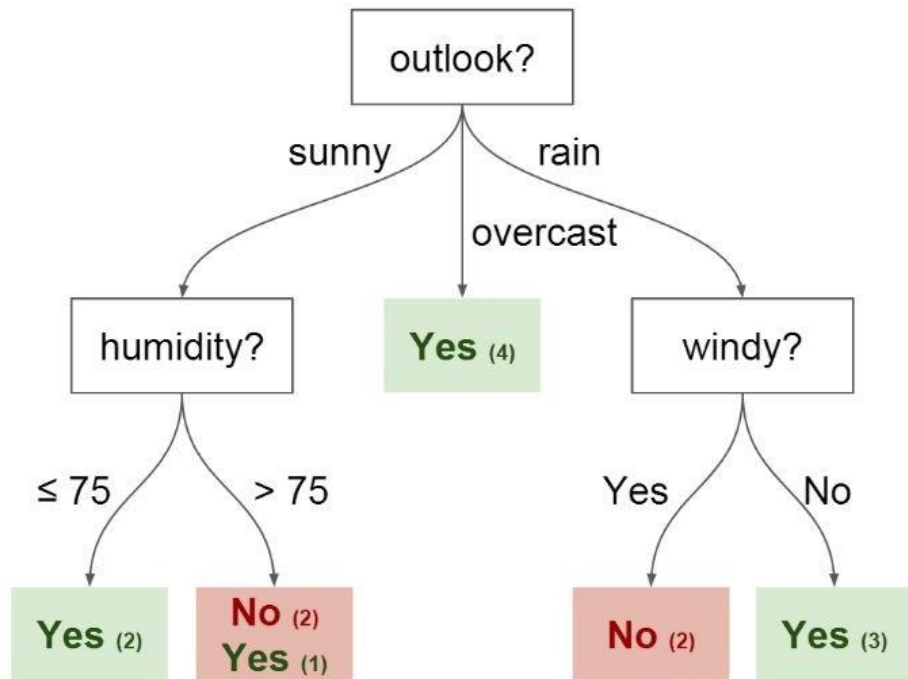 outlook?
sunny
rain
overcast
humidity?
Yes (4)
windy?
≤ 75
> 75
Yes
No
Yes (2)
No (2)
Yes (1)
No (2)
Yes (3)